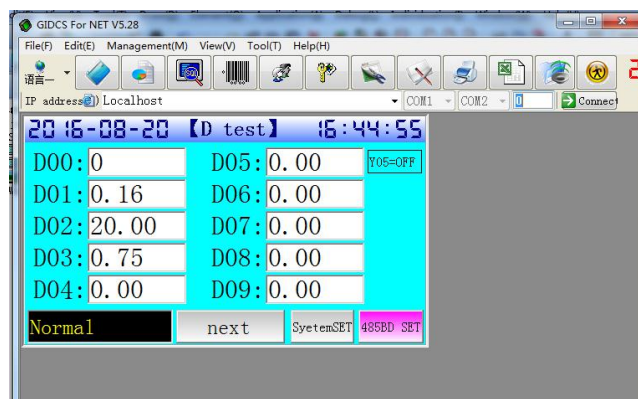 GIDCS For NET V5.28
File(F) Edit(E) Management(M) View(V) Tool(T) Help(H)
语言—
IP address Localhost COM1 COM2 0 Connect
2016-08-20 【D test】 16:44:55
D00:0 D05:0.00 Y05=OFF
D01:0.16 D06:0.00
D02:20.00 D07:0.00
D03:0.75 D08:0.00
D04:0.00 D09:0.00
Normal next SyetemSET 485BD SET